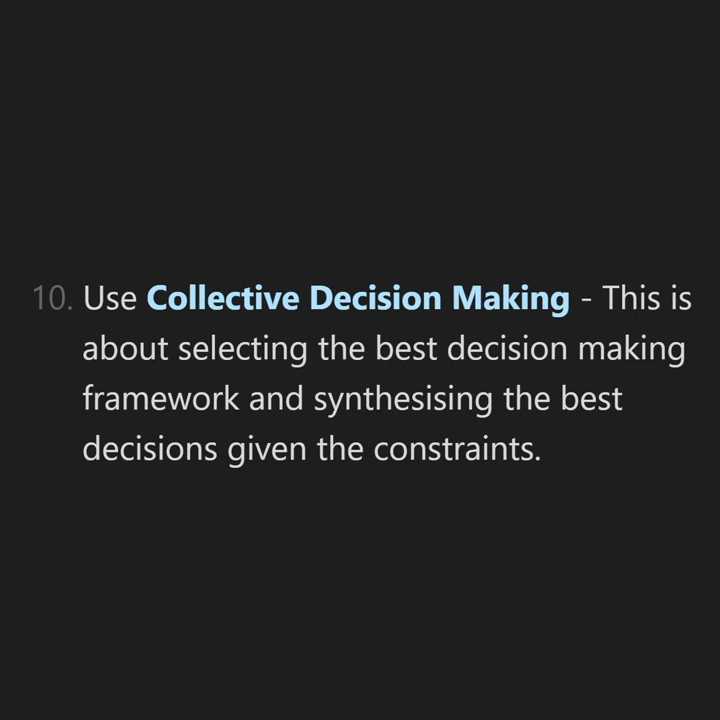 10. Use Collective Decision Making - This is
about selecting the best decision making
framework and synthesising the best
decisions given the constraints.